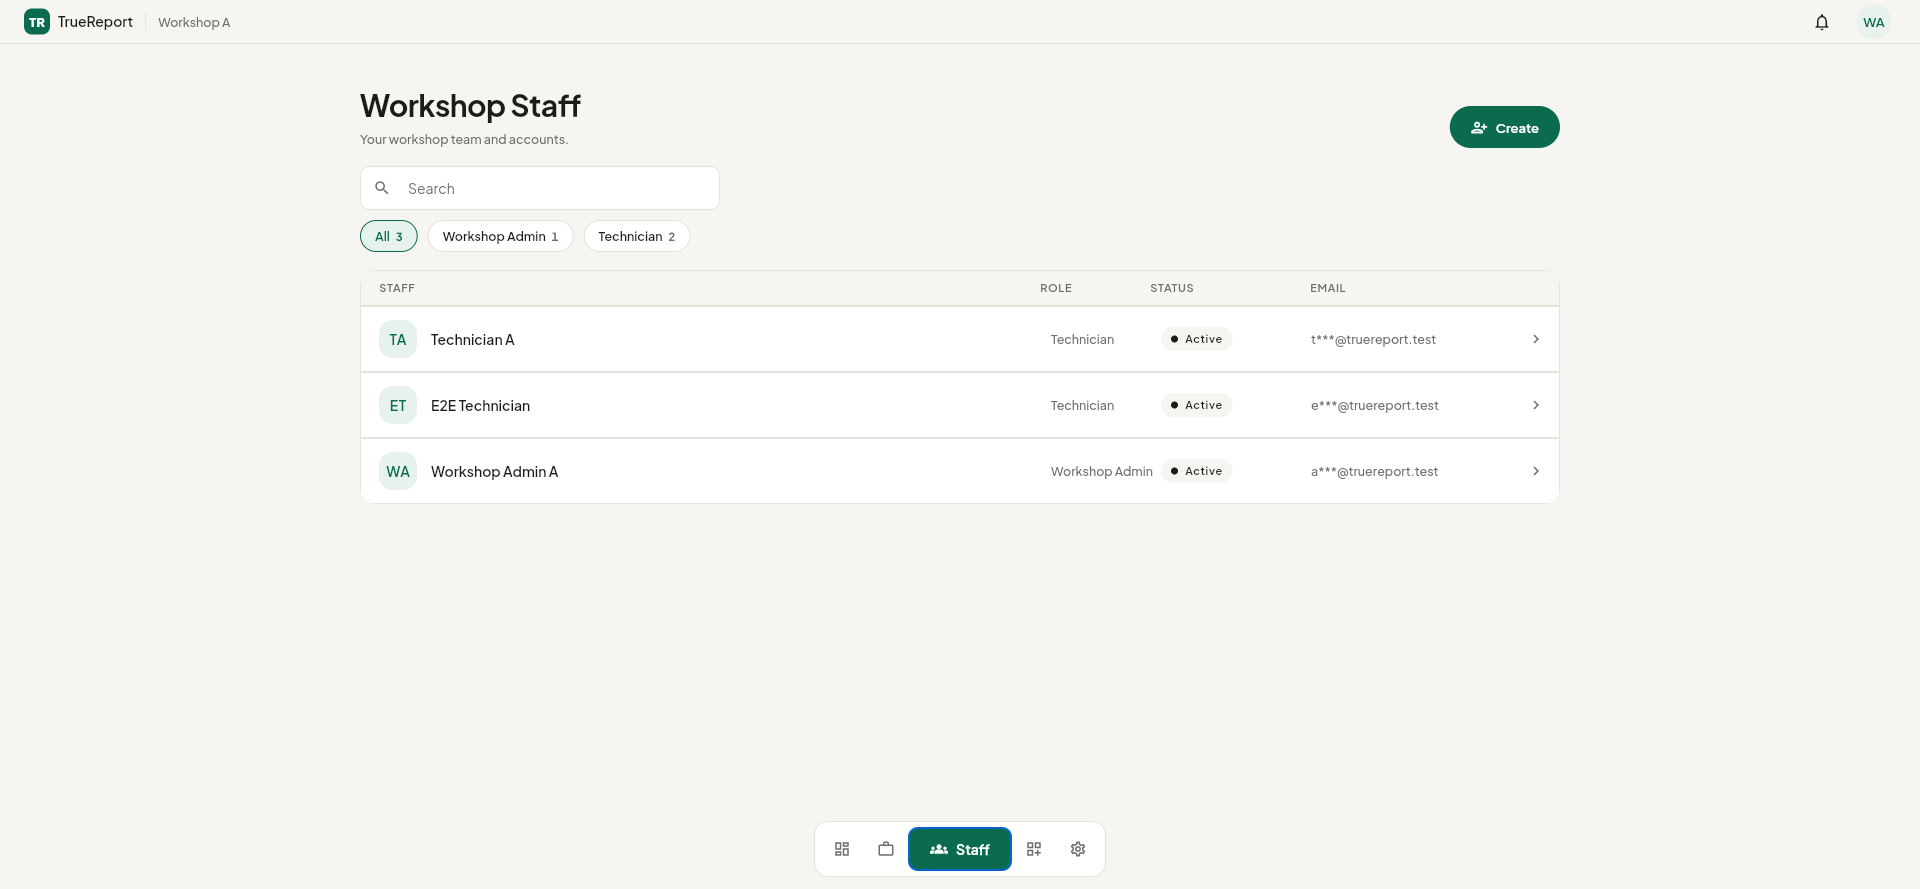 TR TrueReport Workshop A WA
Workshop Staff
Your workshop team and accounts.
Create
Search
All 3 Workshop Admin 1 Technician 2
STAFF ROLE STATUS EMAIL
TA Technician A Technician Active t***@truereport.test
ET E2E Technician Technician Active e***@truereport.test
WA Workshop Admin A Workshop Admin Active a***@truereport.test
Staff